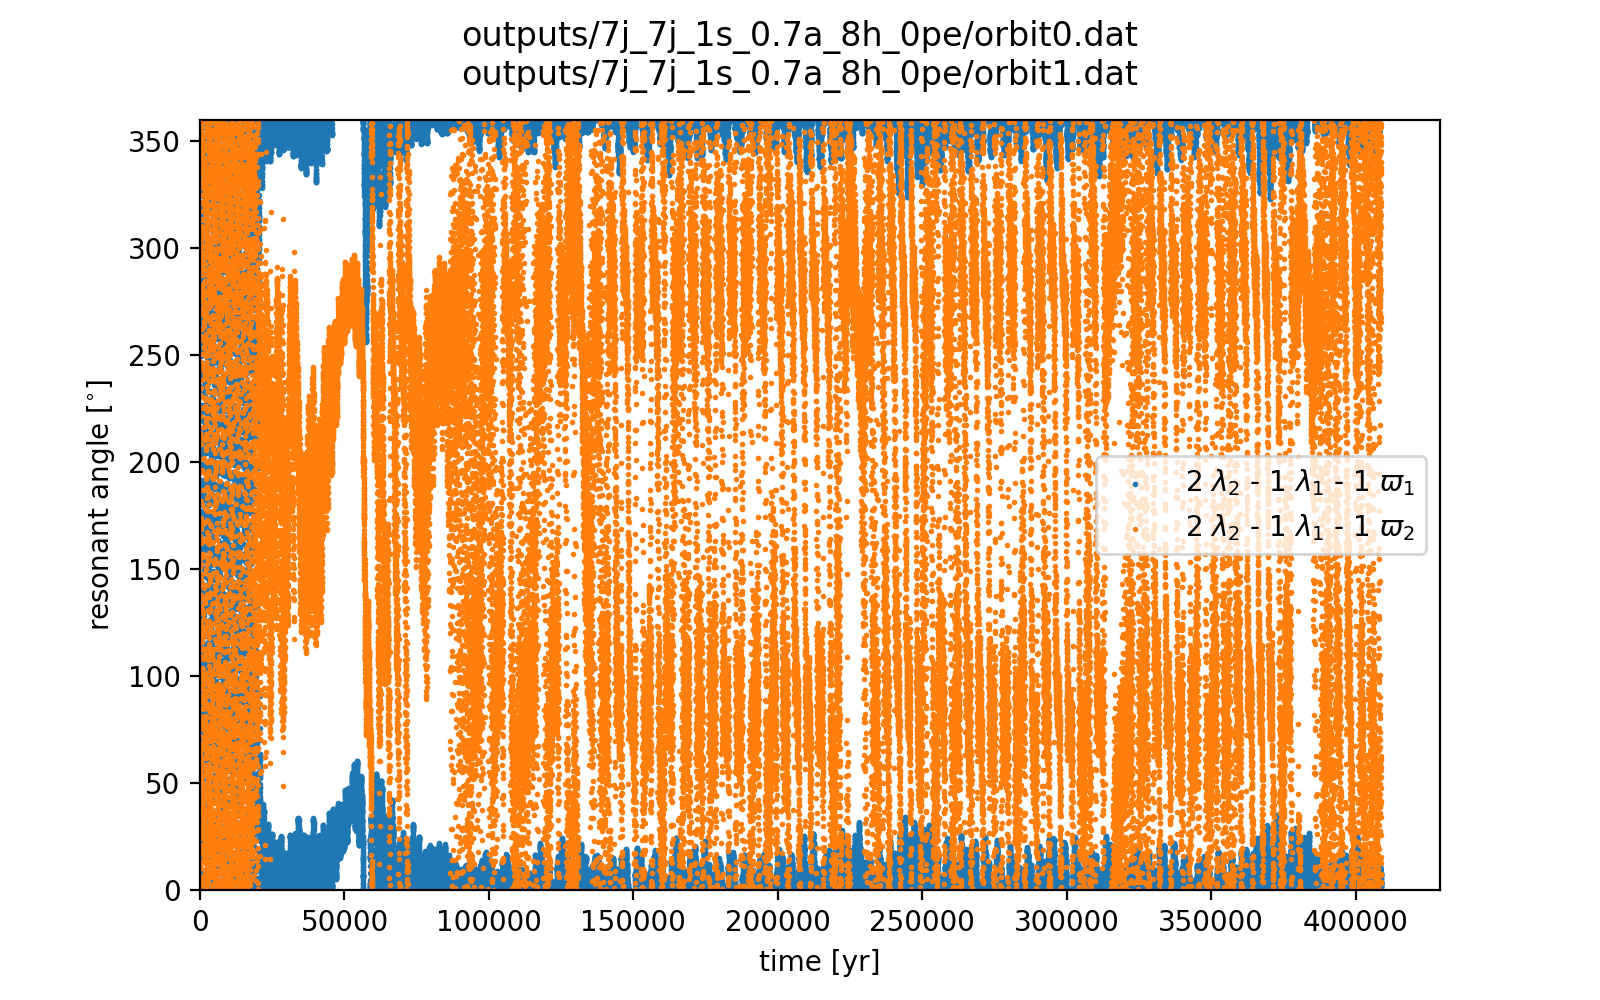 outputs/7j_7j_1s_0.7a_8h_0pe/orbit0.dat
outputs/7j_7j_1s_0.7a_8h_0pe/orbit1.dat
350
300
250
200
150
100
50
0
resonant angle [°]
2 λ₂ - 1 λ₁ - 1 ϖ₁
2 λ₂ - 1 λ₁ - 1 ϖ₂
0 50000 100000 150000 200000 250000 300000 350000 400000
time [yr]